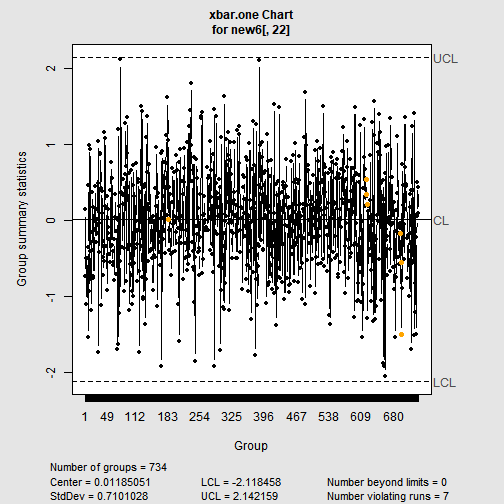 xbar.one Chart
for new6[, 22]
Group summary statistics
2
1
0
-1
-2
UCL
CL
LCL
1 49 112 183 254 325 396 467 538 609 680
Group
Number of groups = 734
Center = 0.01185051 LCL = -2.118458 Number beyond limits = 0
StdDev = 0.7101028 UCL = 2.142159 Number violating runs = 7